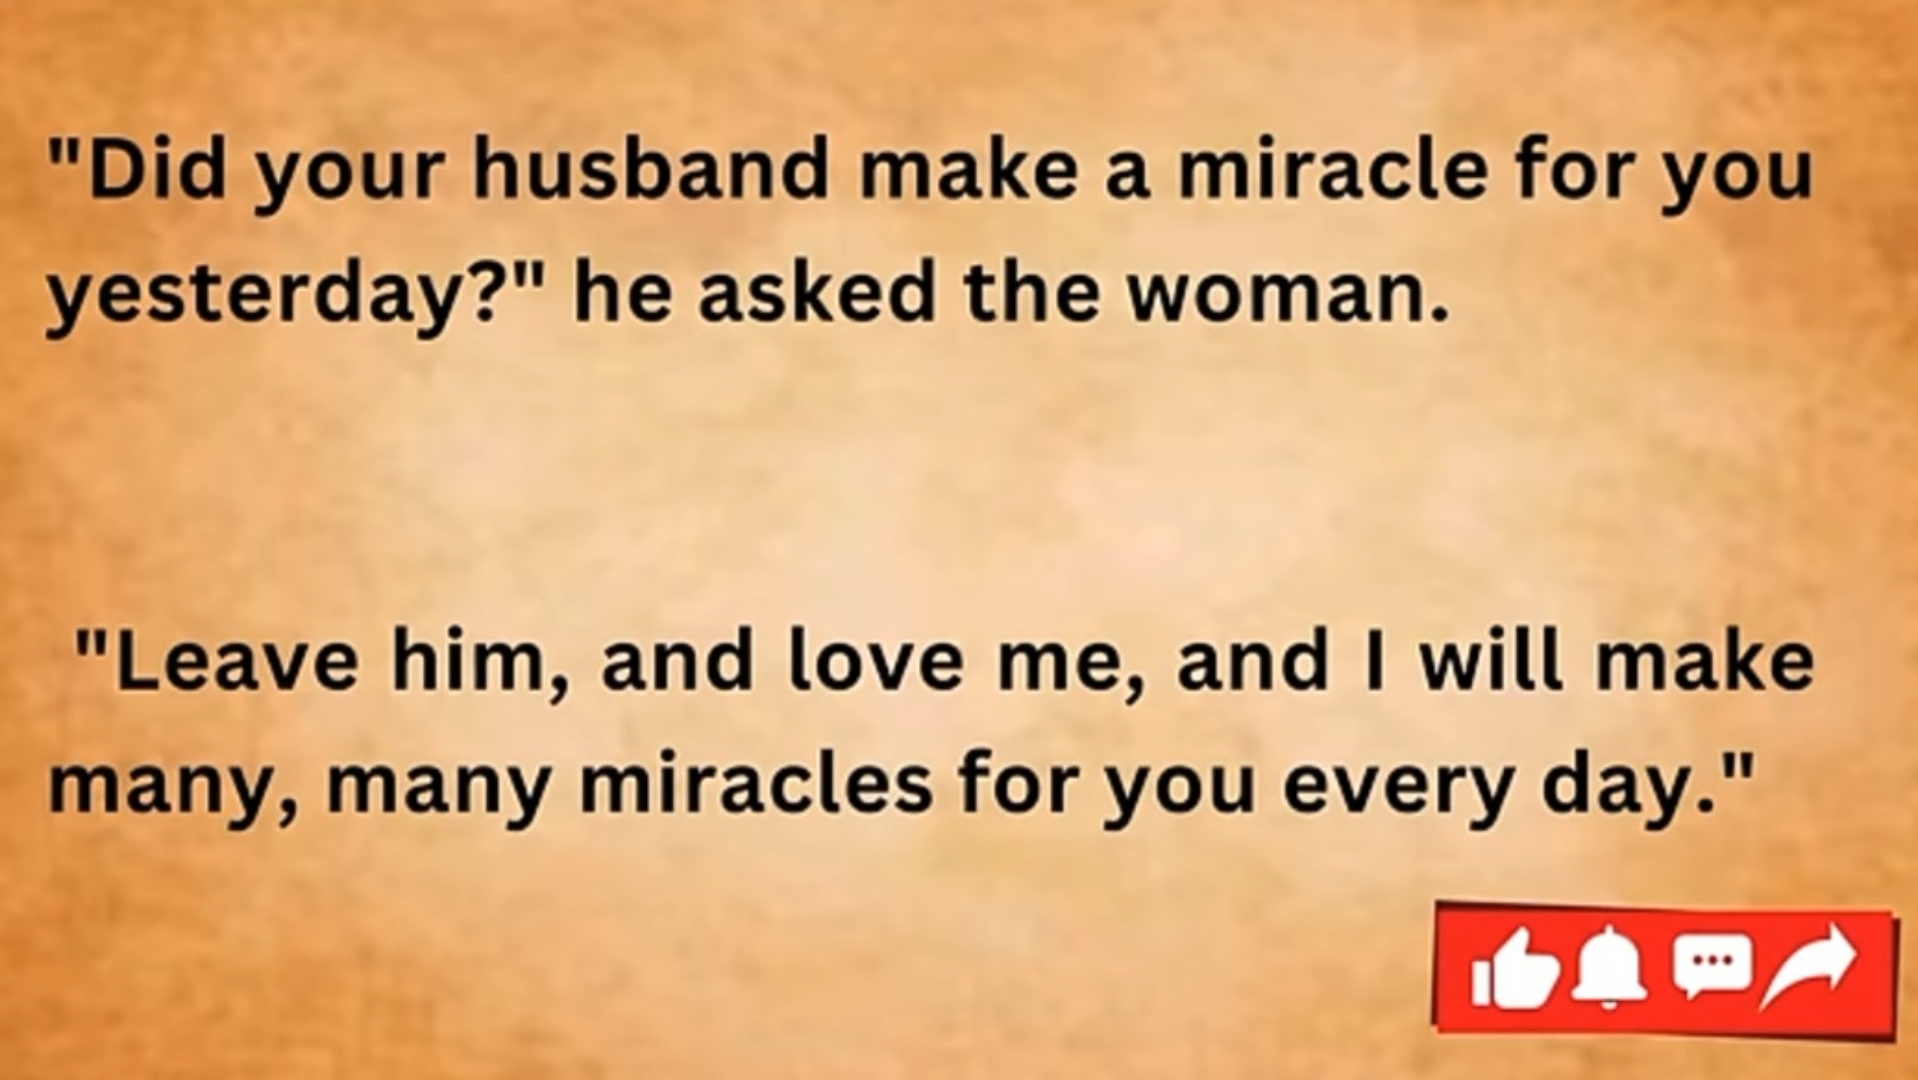 "Did your husband make a miracle for you
yesterday?" he asked the woman.
"Leave him, and love me, and I will make
many, many miracles for you every day."